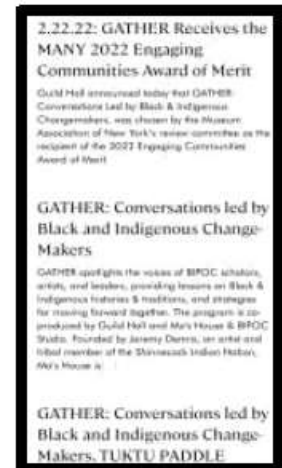 2.22.22: GATHER Receives the
MANY 2022 Engaging
Communities Award of Merit
Guild Hall announced today that GATHER:
Conversations Led by Black & Indigenous
Changemakers, was chosen by the Museum
Association of New York's review committee as the
recipient of the 2022 Engaging Communities
Award of Merit
GATHER: Conversations led by
Black and Indigenous Change-
Makers
GATHER spotlights the voices of BIPOC scholars,
artists, and leaders, providing lessons on Black &
Indigenous histories & traditions, and strategies
for moving forward together. The program is co-
produced by Guild Hall and Ma's House & BIPOC
Studio. Founded by Jeremy Dennis, an artist and
tribal member of the Shinnecock Indian Nation,
Ma's House is
GATHER: Conversations led by
Black and Indigenous Change-
Makers. TUKTU PADDLE